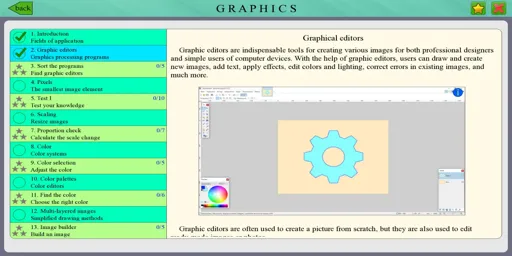 back
GRAPHICS
1. Introduction
Fields of application
2. Graphic editors
Graphics processing programs
3. Sort the programs 0/5
Find graphic editors
4. Pixels
The smallest image element
5. Test I 0/10
Test your knowledge
6. Scaling
Resize images
7. Proportion check 0/7
Calculate the scale change
8. Color
Color systems
9. Color selection 0/5
Adjust the color
10. Color palettes
Color editors
11. Find the color 0/6
Choose the right color
12. Multi-layered images
Simplified drawing methods
13. Image builder 0/5
Build an image
Graphical editors
Graphic editors are indispensable tools for creating various images for both professional designers
and simple users of computer devices. With the help of graphic editors, users can draw and create
new images, add text, apply effects, edit colors and lighting, correct errors in existing images, and
much more.
Graphic editors are often used to create a picture from scratch, but they are also used to edit